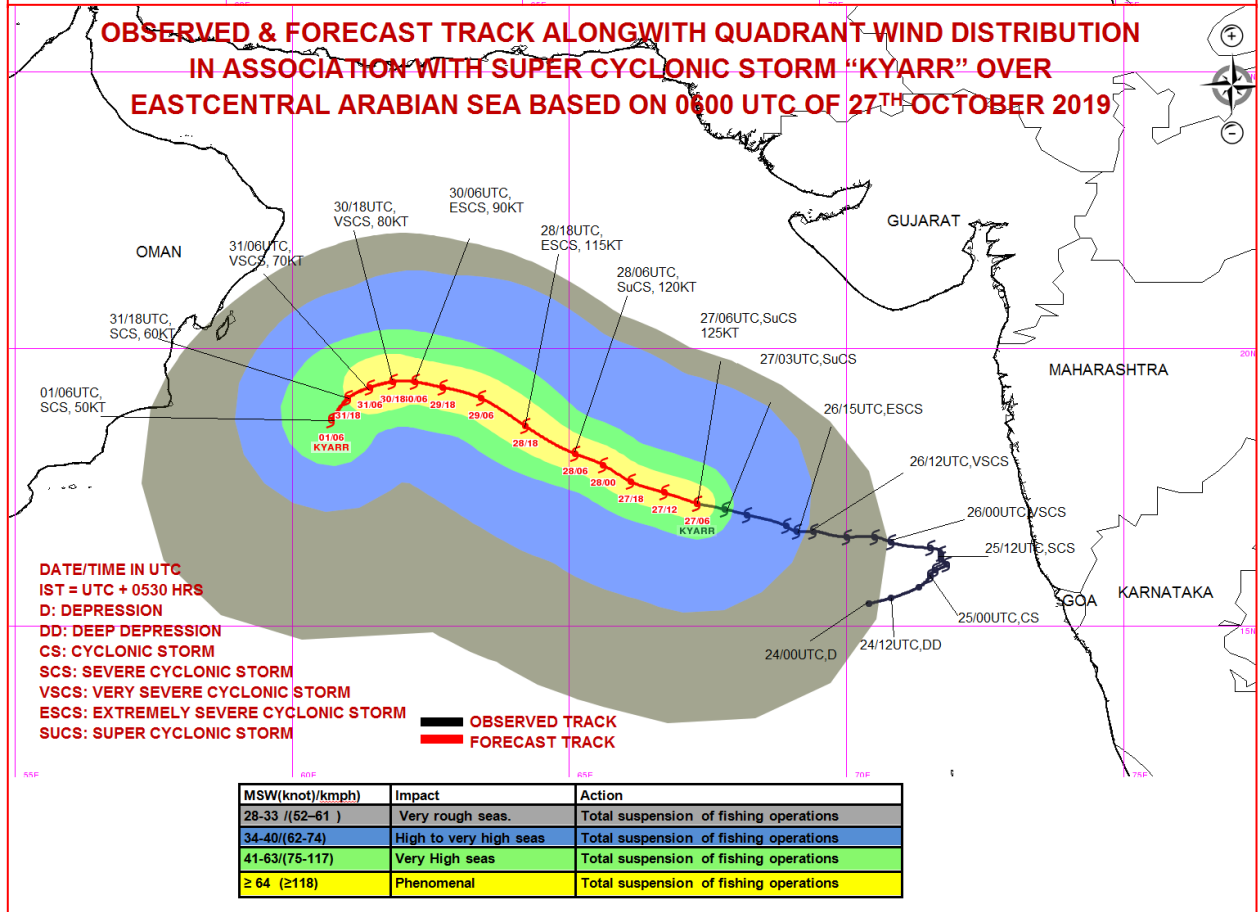 OBSERVED & FORECAST TRACK ALONGWITH QUADRANT WIND DISTRIBUTION
IN ASSOCIATION WITH SUPER CYCLONIC STORM “KYARR” OVER
EASTCENTRAL ARABIAN SEA BASED ON 0600 UTC OF 27TH OCTOBER 2019
OMAN
GUJARAT
MAHARASHTRA
KARNATAKA
GOA
30/06UTC,
ESCS, 90KT
30/18UTC,
VSCS, 80KT
28/18UTC,
ESCS, 115KT
31/06UTC,
VSCS, 70KT
28/06UTC,
SuCS, 120KT
31/18UTC,
SCS, 60KT
27/06UTC,SuCS
125KT
27/03UTC,SuCS
01/06UTC,
SCS, 50KT
26/15UTC,ESCS
26/12UTC,VSCS
26/00UTC,VSCS
25/12UTC,SCS
25/00UTC,CS
24/12UTC,DD
24/00UTC,D
01/06
KYARR
31/18
31/06
30/18
0/06
29/18
29/06
28/18
28/06
28/00
27/18
27/12
27/06
KYARR
20N
15N
55E
60E
65E
70E
75E
DATE/TIME IN UTC
IST = UTC + 0530 HRS
D: DEPRESSION
DD: DEEP DEPRESSION
CS: CYCLONIC STORM
SCS: SEVERE CYCLONIC STORM
VSCS: VERY SEVERE CYCLONIC STORM
ESCS: EXTREMELY SEVERE CYCLONIC STORM
SUCS: SUPER CYCLONIC STORM
OBSERVED TRACK
FORECAST TRACK
MSW(knot)/kmph) Impact Action
28-33 /(52–61 ) Very rough seas. Total suspension of fishing operations
34-40/(62-74) High to very high seas Total suspension of fishing operations
41-63/(75-117) Very High seas Total suspension of fishing operations
≥ 64 (≥118) Phenomenal Total suspension of fishing operations